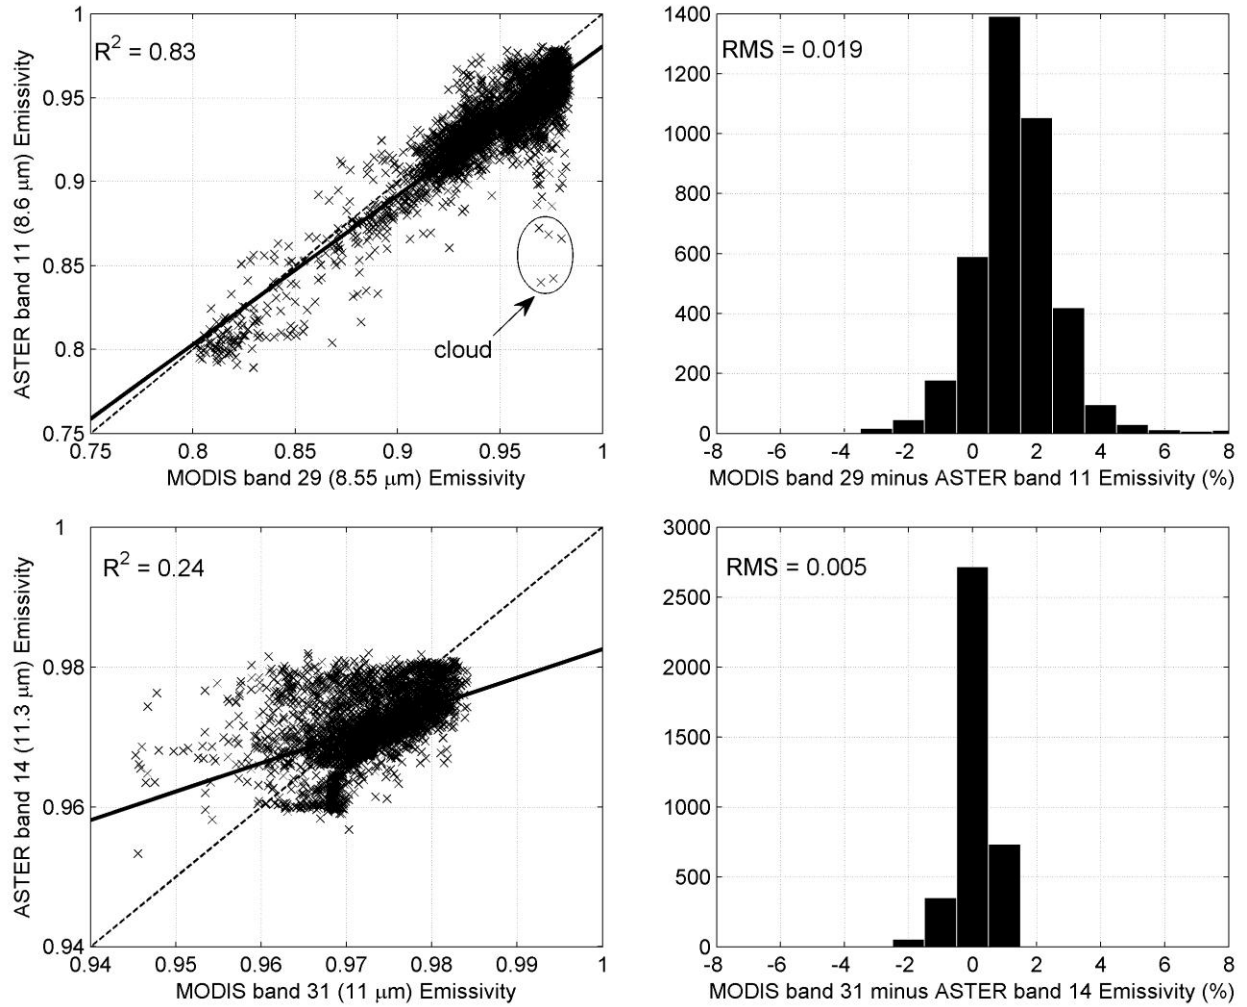 R² = 0.83
ASTER band 11 (8.6 μm) Emissivity
1
0.95
0.9
0.85
0.8
0.75
cloud
0.75 0.8 0.85 0.9 0.95 1
MODIS band 29 (8.55 μm) Emissivity
RMS = 0.019
1400
1200
1000
800
600
400
200
0
-8 -6 -4 -2 0 2 4 6 8
MODIS band 29 minus ASTER band 11 Emissivity (%)
R² = 0.24
ASTER band 14 (11.3 μm) Emissivity
1
0.98
0.96
0.94
0.94 0.95 0.96 0.97 0.98 0.99 1
MODIS band 31 (11 μm) Emissivity
RMS = 0.005
3000
2500
2000
1500
1000
500
0
-8 -6 -4 -2 0 2 4 6 8
MODIS band 31 minus ASTER band 14 Emissivity (%)